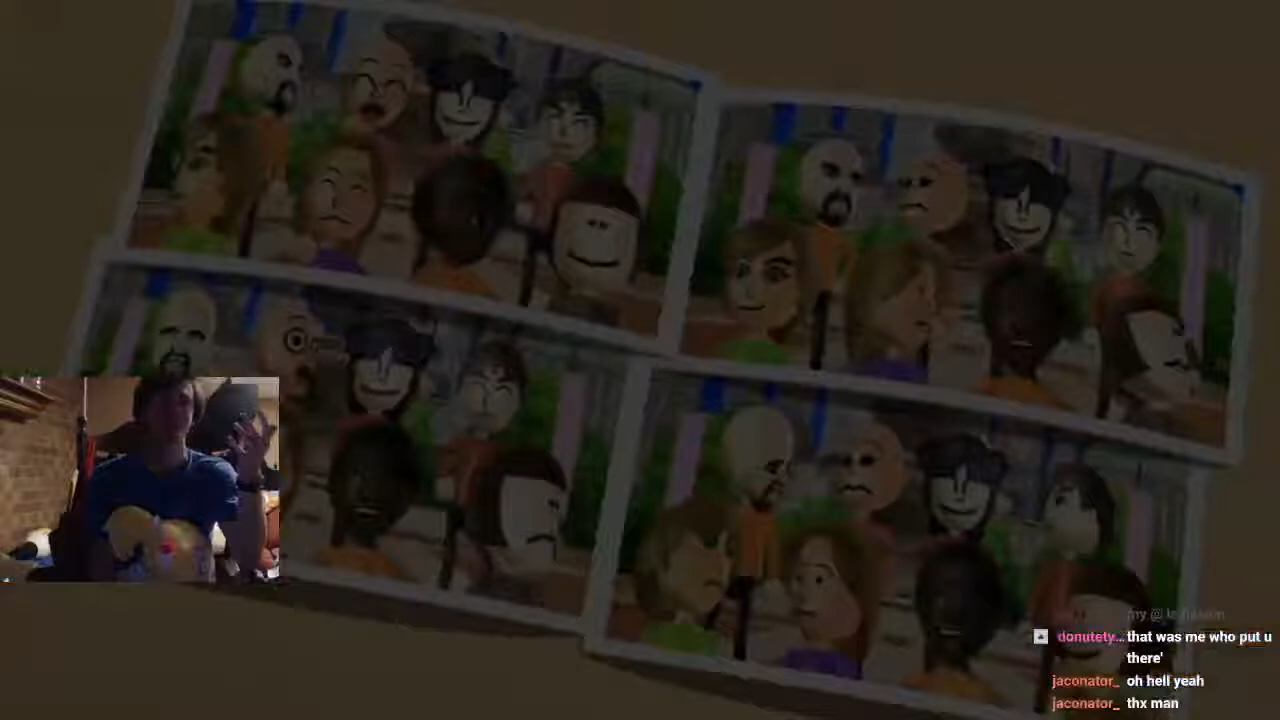 donutety… that was me who put u
there'
jaconator_ oh hell yeah
jaconator_ thx man